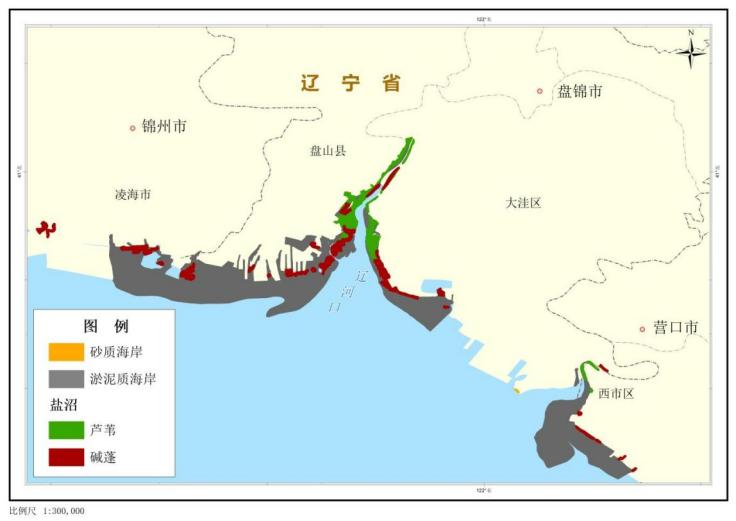 122°E
N
辽宁省
盘锦市
锦州市
盘山县
41°N
41°N
凌海市
大洼区
辽河口
营口市
西市区
图例
砂质海岸
淤泥质海岸
盐沼
芦苇
碱蓬
122°E
比例尺 1:300,000